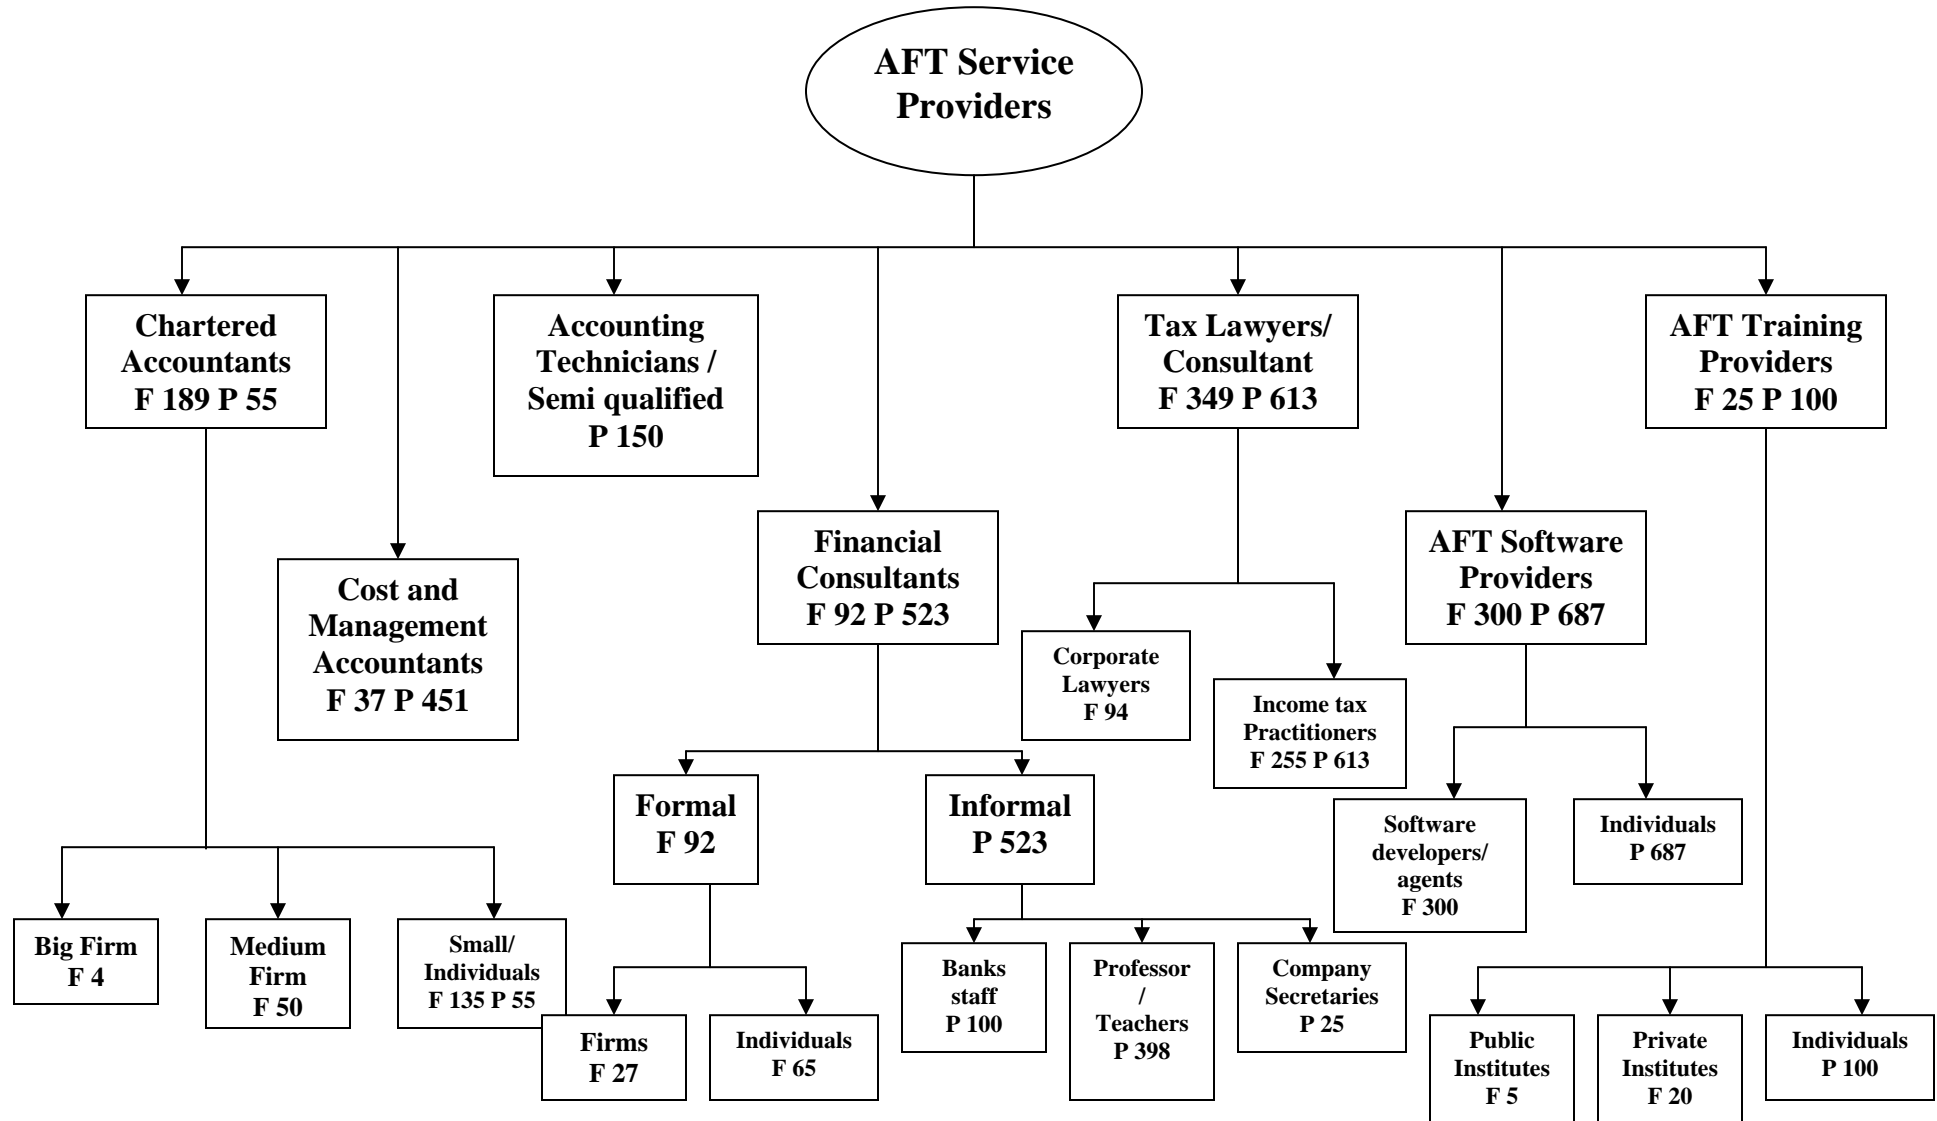 AFT Service
Providers
Chartered
Accountants
F 189 P 55
Accounting
Technicians /
Semi qualified
P 150
Tax Lawyers/
Consultant
F 349 P 613
AFT Training
Providers
F 25 P 100
Cost and
Management
Accountants
F 37 P 451
Financial
Consultants
F 92 P 523
AFT Software
Providers
F 300 P 687
Corporate
Lawyers
F 94
Income tax
Practitioners
F 255 P 613
Formal
F 92
Informal
P 523
Software
developers/
agents
F 300
Individuals
P 687
Big Firm
F 4
Medium
Firm
F 50
Small/
Individuals
F 135 P 55
Firms
F 27
Individuals
F 65
Banks
staff
P 100
Professor
/
Teachers
P 398
Company
Secretaries
P 25
Public
Institutes
F 5
Private
Institutes
F 20
Individuals
P 100